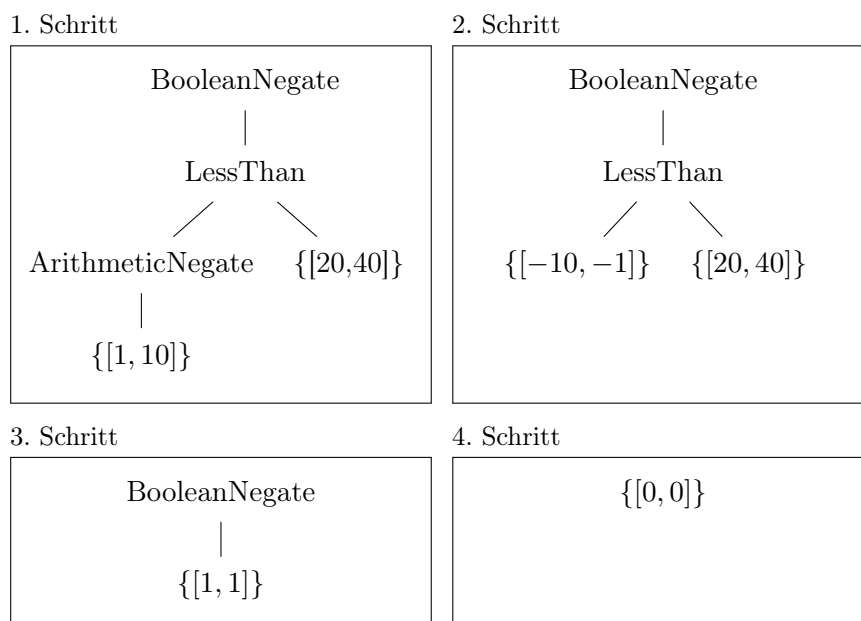 1. Schritt
BooleanNegate
LessThan
ArithmeticNegate {[20,40]}
{[1, 10]}
2. Schritt
BooleanNegate
LessThan
{[−10, −1]} {[20, 40]}
3. Schritt
BooleanNegate
{[1, 1]}
4. Schritt
{[0, 0]}